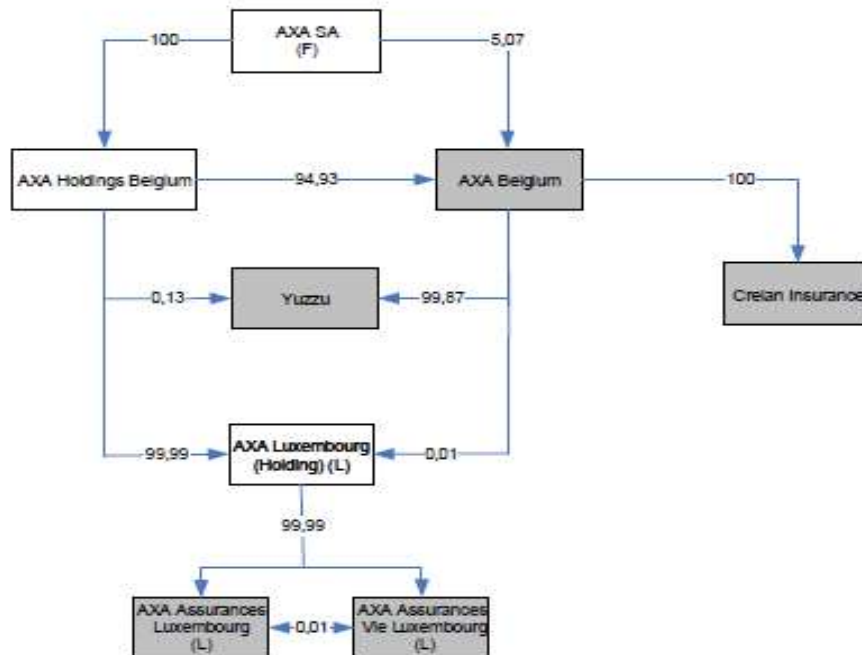 AXA SA
(F)
100
5,07
AXA Holdings Belgium
94,93
AXA Belgium
100
0,13
Yuzzu
99,87
Crelan Insurance
99,99
AXA Luxembourg
(Holding) (L)
0,01
99,99
AXA Assurances
Luxembourg
(L)
0,01
AXA Assurances
Vie Luxembourg
(L)